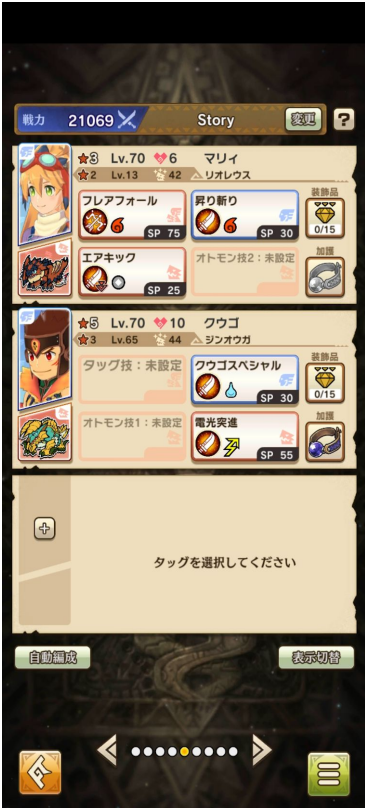 戦力 21069 Story 変更 ?
★3 Lv.70 6 マリィ
★2 Lv.13 42 リオレウス
装飾品
フレアフォール
SP 75
昇り斬り
SP 30
0/15
エアキック
SP 25
オトモン技2：未設定
加護
★5 Lv.70 10 クウゴ
★3 Lv.65 44 ジンオウガ
装飾品
タッグ技：未設定
クウゴスペシャル
SP 30
0/15
オトモン技1：未設定
電光突進
SP 55
加護
タッグを選択してください
自動編成 表示切替